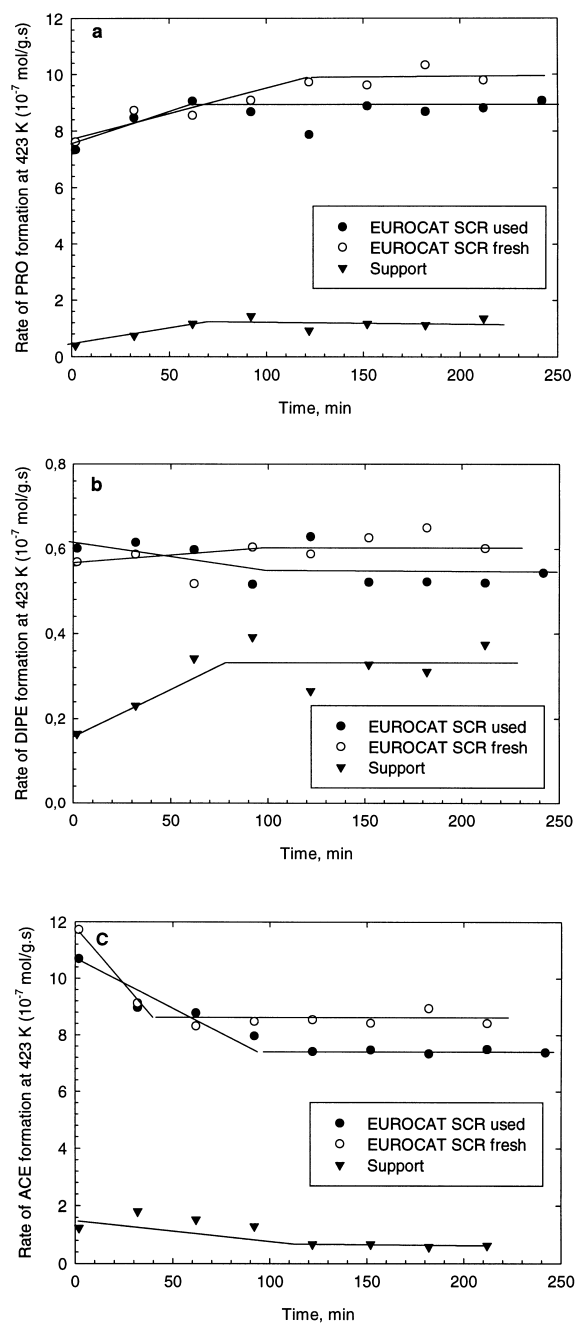 12
a
10
8
6
4
2
0
Rate of PRO formation at 423 K (10⁻⁷ mol/g.s)
EUROCAT SCR used
EUROCAT SCR fresh
Support
0 50 100 150 200 250
Time, min
0,8
b
0,6
0,4
0,2
0,0
Rate of DIPE formation at 423 K (10⁻⁷ mol/g.s)
EUROCAT SCR used
EUROCAT SCR fresh
Support
0 50 100 150 200 250
Time, min
12
C
10
8
6
4
2
0
Rate of ACE formation at 423 K (10⁻⁷ mol/g.s)
EUROCAT SCR used
EUROCAT SCR fresh
Support
0 50 100 150 200 250
Time, min